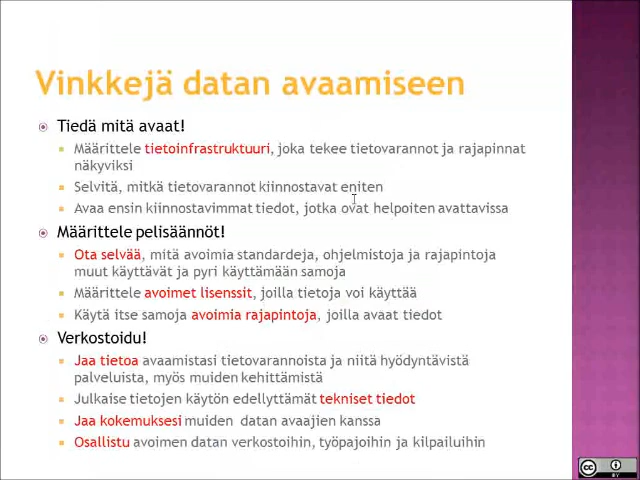 Vinkkejä datan avaamiseen
Tiedä mitä avaat!
Määrittele tietoinfrastruktuuri, joka tekee tietovarannot ja rajapinnat
näkyviksi
Selvitä, mitkä tietovarannot kiinnostavat eniten
Avaa ensin kiinnostavimmat tiedot, jotka ovat helpoiten avattavissa
Määrittele pelisäännöt!
Ota selvää, mitä avoimia standardeja, ohjelmistoja ja rajapintoja
muut käyttävät ja pyri käyttämään samoja
Määrittele avoimet lisenssit, joilla tietoja voi käyttää
Käytä itse samoja avoimia rajapintoja, joilla avaat tiedot
Verkostoidu!
Jaa tietoa avaamistasi tietovarannoista ja niitä hyödyntävistä
palveluista, myös muiden kehittämistä
Julkaise tietojen käytön edellyttämät tekniset tiedot
Jaa kokemuksesi muiden datan avaajien kanssa
Osallistu avoimen datan verkostoihin, työpajoihin ja kilpailuihin
cc
BY